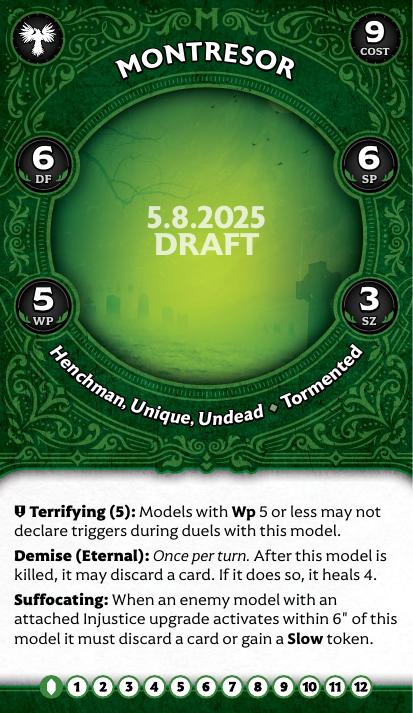 MONTRESOR
9
COST
6
DF
6
SP
5.8.2025
DRAFT
5
WP
3
SZ
Henchman, Unique, Undead ◆ Tormented
Terrifying (5): Models with Wp 5 or less may not
declare triggers during duels with this model.
Demise (Eternal): Once per turn. After this model is
killed, it may discard a card. If it does so, it heals 4.
Suffocating: When an enemy model with an
attached Injustice upgrade activates within 6" of this
model it must discard a card or gain a Slow token.
1 2 3 4 5 6 7 8 9 10 11 12